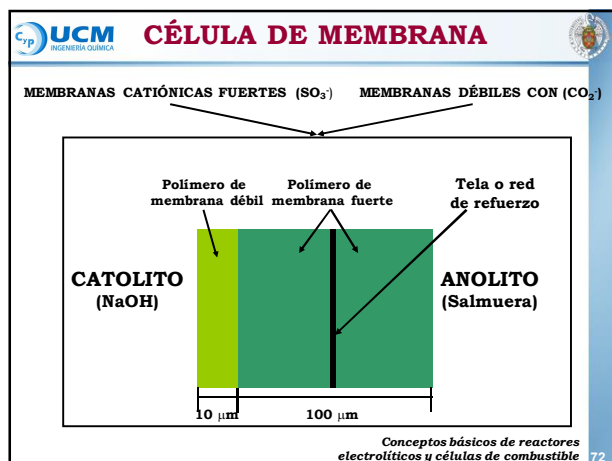 CyP UCM
INGENIERÍA QUÍMICA
CÉLULA DE MEMBRANA
MEMBRANAS CATIÓNICAS FUERTES (SO₃⁻) MEMBRANAS DÉBILES CON (CO₂⁻)
Polímero de
membrana débil
Polímero de
membrana fuerte
Tela o red
de refuerzo
CATOLITO
(NaOH)
ANOLITO
(Salmuera)
10 μm 100 μm
Conceptos básicos de reactores
electrolíticos y células de combustible 72